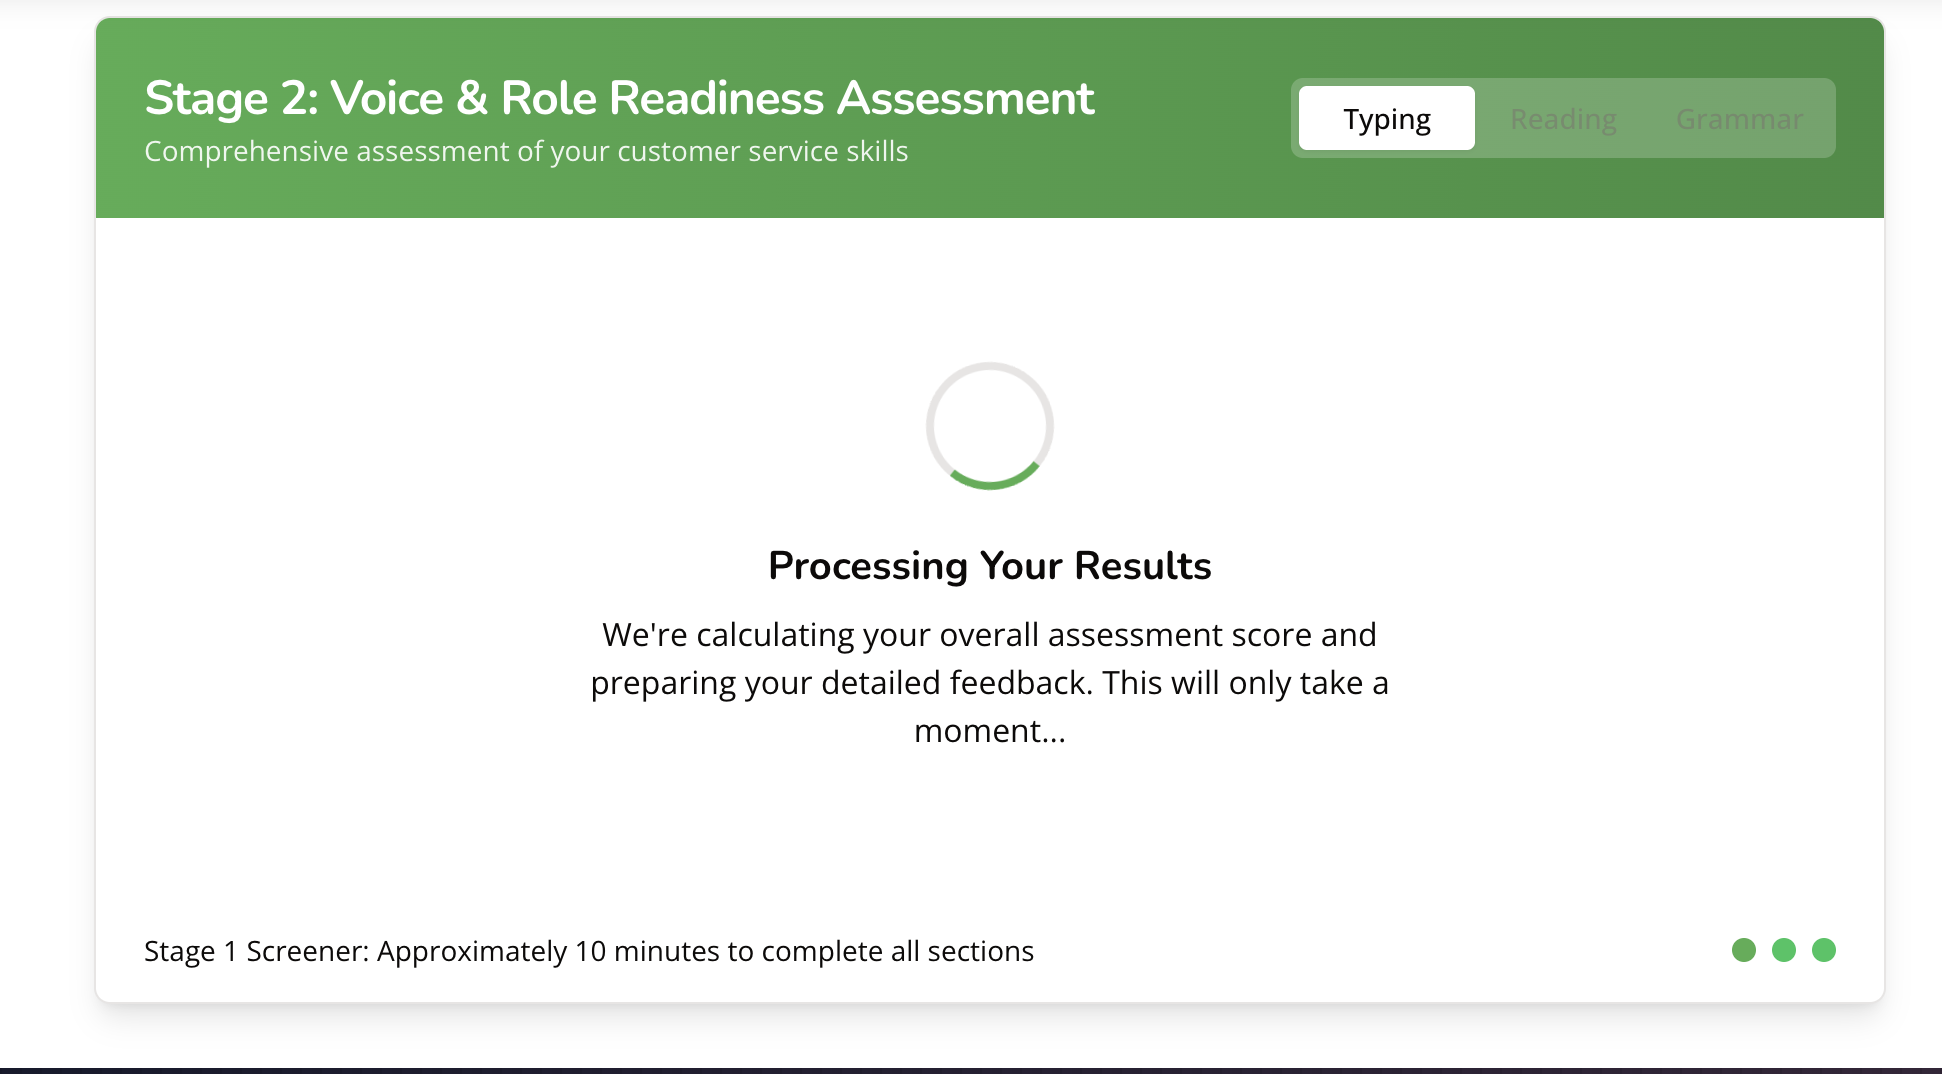 Stage 2: Voice & Role Readiness Assessment
Comprehensive assessment of your customer service skills
Typing
Reading
Grammar
Processing Your Results
We're calculating your overall assessment score and
preparing your detailed feedback. This will only take a
moment...
Stage 1 Screener: Approximately 10 minutes to complete all sections